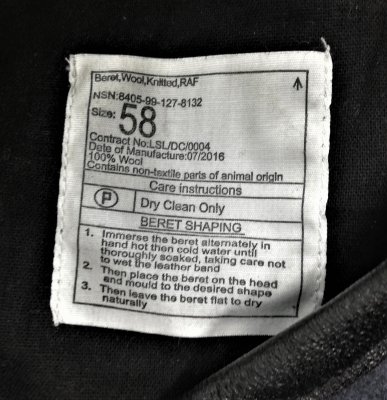 Beret,Wool,Knitted,RAF
NSN:8405-99-127-8132
Size: 58
Contract No:LSL/DC/0004
Date of Manufacture:07/2016
100% Wool
Contains non-textile parts of animal origin
Care instructions
P Dry Clean Only
BERET SHAPING
1. Immerse the beret alternately in
hand hot then cold water until
thoroughly soaked, taking care not
to wet the leather band
2. Then place the beret on the head
and mould to the desired shape
3. Then leave the beret flat to dry
naturally